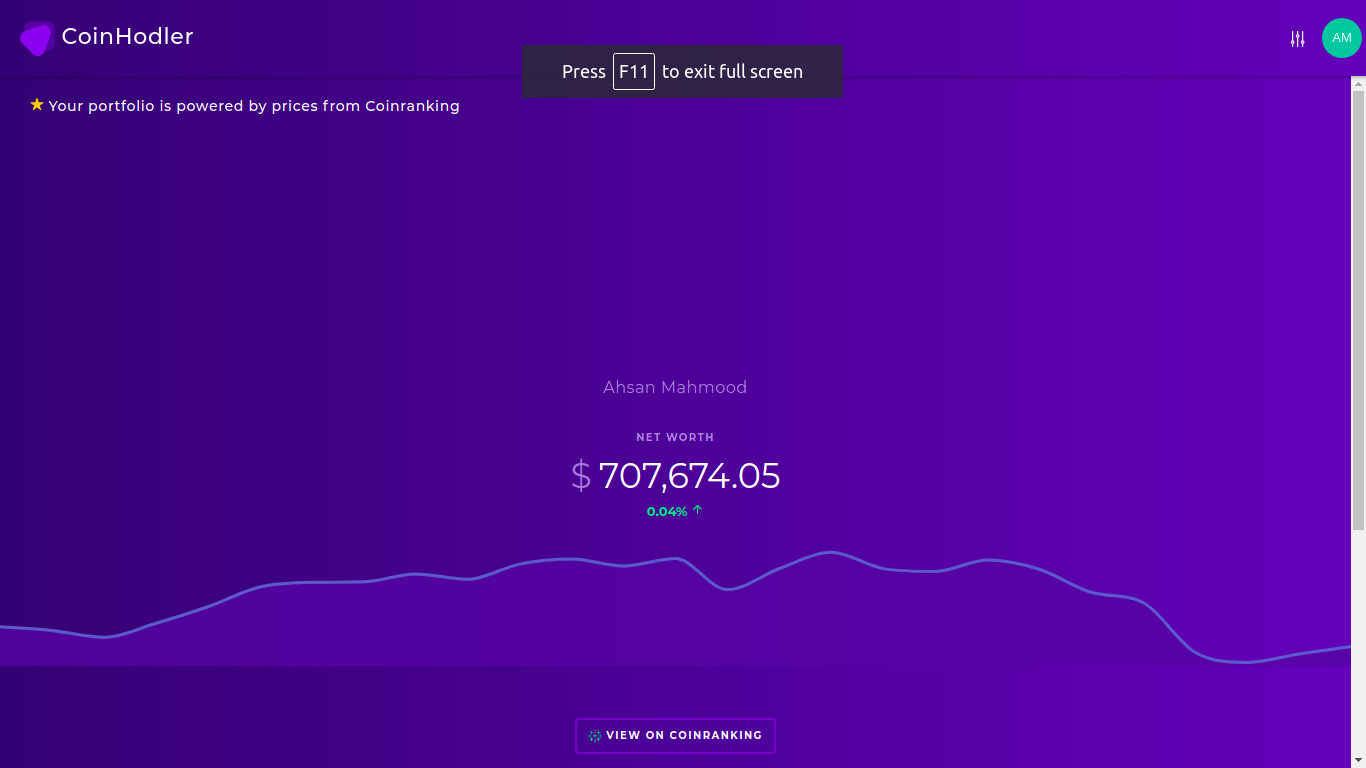 CoinHodler
AM
Press F11 to exit full screen
Your portfolio is powered by prices from Coinranking
Ahsan Mahmood
NET WORTH
$ 707,674.05
0.04% ↑
VIEW ON COINRANKING